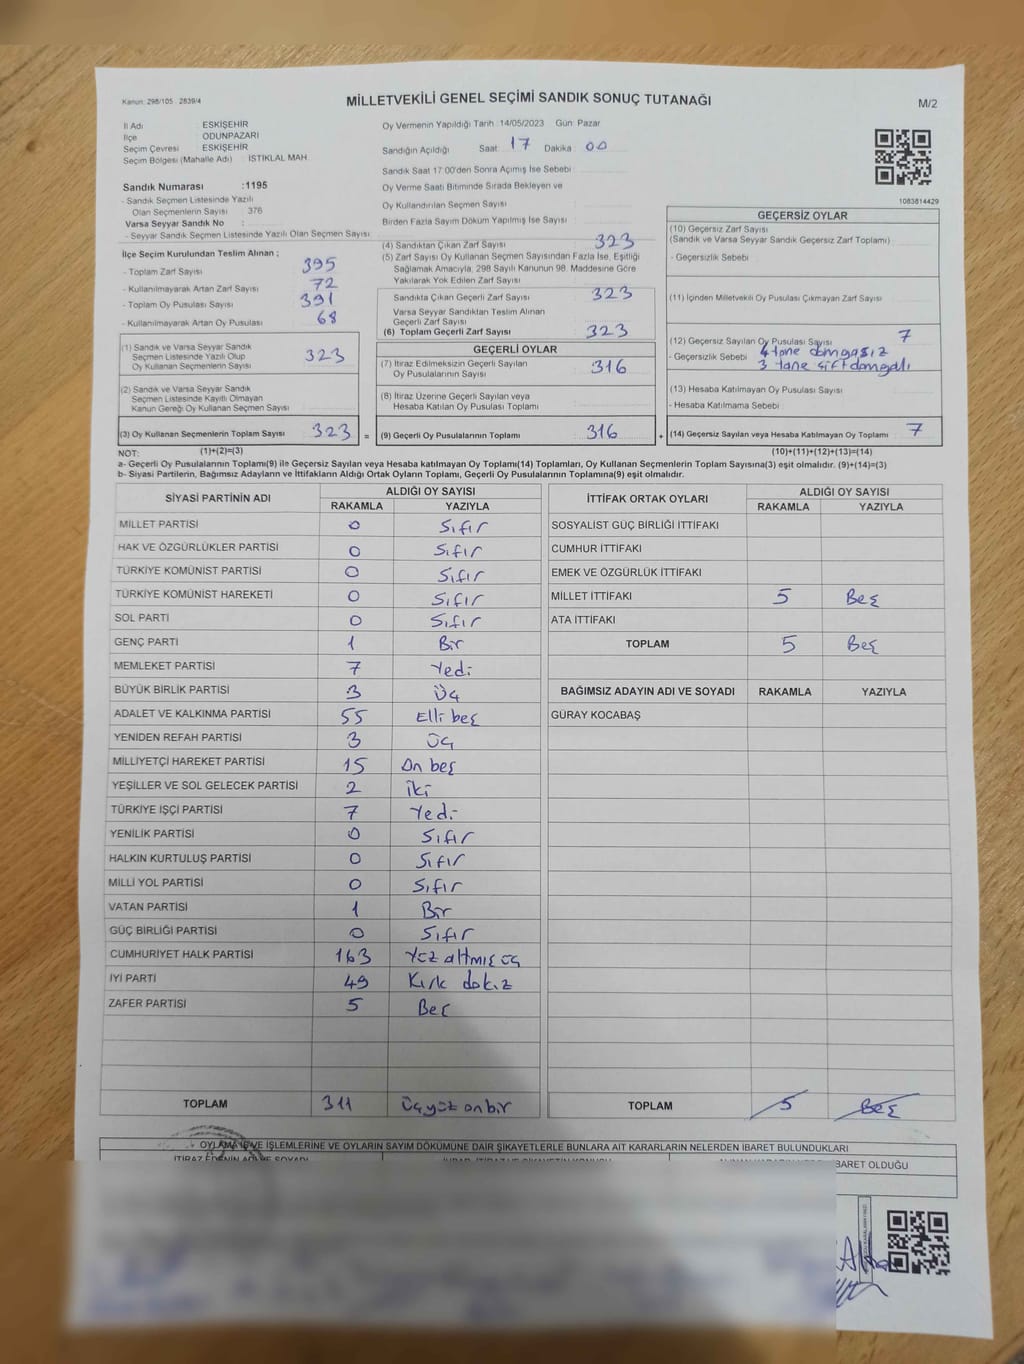 Kanun: 298/105 2839/4
MİLLETVEKİLİ GENEL SEÇİMİ SANDIK SONUÇ TUTANAĞI
M/2
İl Adı ESKİŞEHİR
İlçe ODUNPAZARI
Seçim Çevresi ESKİŞEHİR
Seçim Bölgesi (Mahalle Adı) : İSTİKLAL MAH.
Sandık Numarası :1195
- Sandık Seçmen Listesinde Yazılı
Olan Seçmenlerin Sayısı 376
Varsa Seyyar Sandık No :
- Seyyar Sandık Seçmen Listesinde Yazılı Olan Seçmen Sayısı
Oy Vermenin Yapıldığı Tarih :14/05/2023 Gün: Pazar
Sandığın Açıldığı Saat 17 Dakika 00
Sandık Saat 17:00'den Sonra Açımış İse Sebebi
Oy Verme Saati Bitiminde Sırada Bekleyen ve
Oy Kullandırılan Seçmen Sayısı
Birden Fazla Sayım Döküm Yapılmış İse Sayısı :
1083814429
İlçe Seçim Kurulundan Teslim Alınan ;
- Toplam Zarf Sayısı 395
- Kullanılmayarak Artan Zarf Sayısı 72
- Toplam Oy Pusulası Sayısı 391
- Kullanılmayarak Artan Oy Pusulası 68
(1) Sandık ve Varsa Seyyar Sandık
Seçmen Listesinde Yazılı Olup
Oy Kullanan Seçmenlerin Sayısı 323
(2) Sandık ve Varsa Seyyar Sandık
Seçmen Listesinde Kayıtlı Olmayan
Kanun Gereği Oy Kullanan Seçmen Sayısı
(3) Oy Kullanan Seçmenlerin Toplam Sayısı 323 =
(4) Sandıktan Çıkan Zarf Sayısı 323
(5) Zarf Sayısı Oy Kullanan Seçmen Sayısından Fazla İse, Eşitliği
Sağlamak Amacıyla, 298 Sayılı Kanunun 98. Maddesine Göre
Yakılarak Yok Edilen Zarf Sayısı
Sandıkta Çıkan Geçerli Zarf Sayısı 323
Varsa Seyyar Sandıktan Teslim Alınan
Geçerli Zarf Sayısı
(6) Toplam Geçerli Zarf Sayısı 323
GEÇERLİ OYLAR
(7) İtiraz Edilmeksizin Geçerli Sayılan
Oy Pusulalarının Sayısı 316
(8) İtiraz Üzerine Geçerli Sayılan veya
Hesaba Katılan Oy Pusulası Toplamı
(9) Geçerli Oy Pusulalarının Toplamı 316 +
GEÇERSİZ OYLAR
(10) Geçersiz Zarf Sayısı
(Sandık ve Varsa Seyyar Sandık Geçersiz Zarf Toplamı)
- Geçersizlik Sebebi
(11) İçinden Milletvekili Oy Pusulası Çıkmayan Zarf Sayısı
(12) Geçersiz Sayılan Oy Pusulası Sayısı 7
- Geçersizlik Sebebi 4 tane damgasız
3 tane çift damgalı
(13) Hesaba Katılmayan Oy Pusulası Sayısı
- Hesaba Katılmama Sebebi
(14) Geçersiz Sayılan veya Hesaba Katılmayan Oy Toplamı 7
NOT: (1)+(2)=(3) (10)+(11)+(12)+(13)=(14)
a- Geçerli Oy Pusulalarının Toplamı(9) ile Geçersiz Sayılan veya Hesaba katılmayan Oy Toplamı(14) Toplamları, Oy Kullanan Seçmenlerin Toplam Sayısına(3) eşit olmalıdır. (9)+(14)=(3)
b- Siyasi Partilerin, Bağımsız Adayların ve İttifakların Aldığı Ortak Oyların Toplamı, Geçerli Oy Pusulalarının Toplamına(9) eşit olmalıdır.
SİYASİ PARTİNİN ADI ALDIĞI OY SAYISI
RAKAMLA YAZIYLA
MİLLET PARTİSİ 0 Sıfır
HAK VE ÖZGÜRLÜKLER PARTİSİ 0 Sıfır
TÜRKİYE KOMÜNİST PARTİSİ 0 Sıfır
TÜRKİYE KOMÜNİST HAREKETİ 0 Sıfır
SOL PARTİ 0 Sıfır
GENÇ PARTİ 1 Bir
MEMLEKET PARTİSİ 7 Yedi
BÜYÜK BİRLİK PARTİSİ 3 Üç
ADALET VE KALKINMA PARTİSİ 55 Elli beş
YENİDEN REFAH PARTİSİ 3 Üç
MİLLİYETÇİ HAREKET PARTİSİ 15 On beş
YEŞİLLER VE SOL GELECEK PARTİSİ 2 İki
TÜRKİYE İŞÇİ PARTİSİ 7 Yedi
YENİLİK PARTİSİ 0 Sıfır
HALKIN KURTULUŞ PARTİSİ 0 Sıfır
MİLLİ YOL PARTİSİ 0 Sıfır
VATAN PARTİSİ 1 Bir
GÜÇ BİRLİĞİ PARTİSİ 0 Sıfır
CUMHURİYET HALK PARTİSİ 163 Yüz altmış üç
İYİ PARTİ 49 Kırk dokuz
ZAFER PARTİSİ 5 Beş
TOPLAM 311 Üçyüz onbir
İTTİFAK ORTAK OYLARI ALDIĞI OY SAYISI
RAKAMLA YAZIYLA
SOSYALİST GÜÇ BİRLİĞİ İTTİFAKI
CUMHUR İTTİFAKI
EMEK VE ÖZGÜRLÜK İTTİFAKI
MİLLET İTTİFAKI 5 Beş
ATA İTTİFAKI
TOPLAM 5 Beş
BAĞIMSIZ ADAYIN ADI VE SOYADI RAKAMLA YAZIYLA
GÜRAY KOCABAŞ
TOPLAM 5 Beş
OYLAMA İŞ VE İŞLEMLERİNE VE OYLARIN SAYIM DÖKÜMÜNE DAİR ŞİKAYETLERLE BUNLARA AİT KARARLARIN NELERDEN İBARET BULUNDUKLARI
İTİRAZ EDENİN ADI VE SOYADI
İBARET OLDUĞU